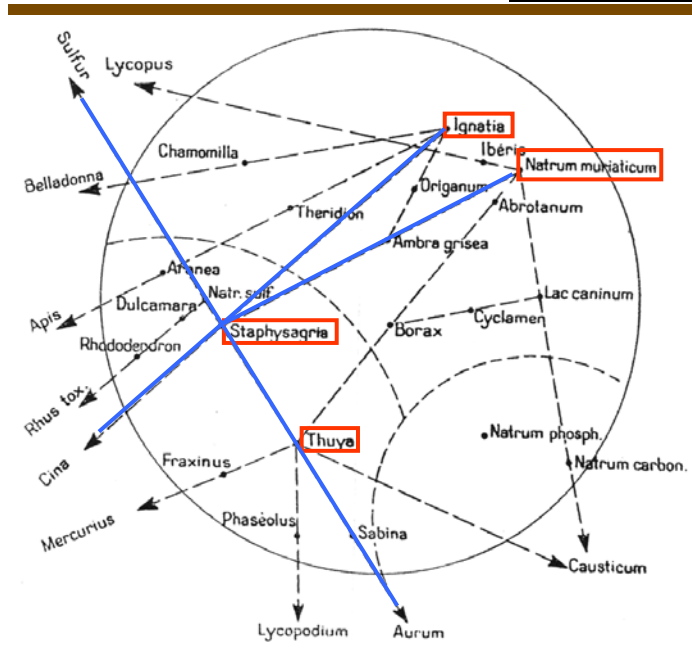 Sulfur
Lycopus
Ignatia
Chamomilla
Ibéris
Natrum muriaticum
Belladonna
Origanum
Abrotanum
Theridion
Ambra grisea
Aranea
Natr. sulf.
Lac caninum
Dulcamara
Apis
Cyclamen
Staphysagria
Borax
Rhododendron
Rhus tox.
Thuya
Natrum phosph.
Cina
Fraxinus
Natrum carbon.
Mercurius
Phaséolus
Sabina
Causticum
Lycopodium
Aurum